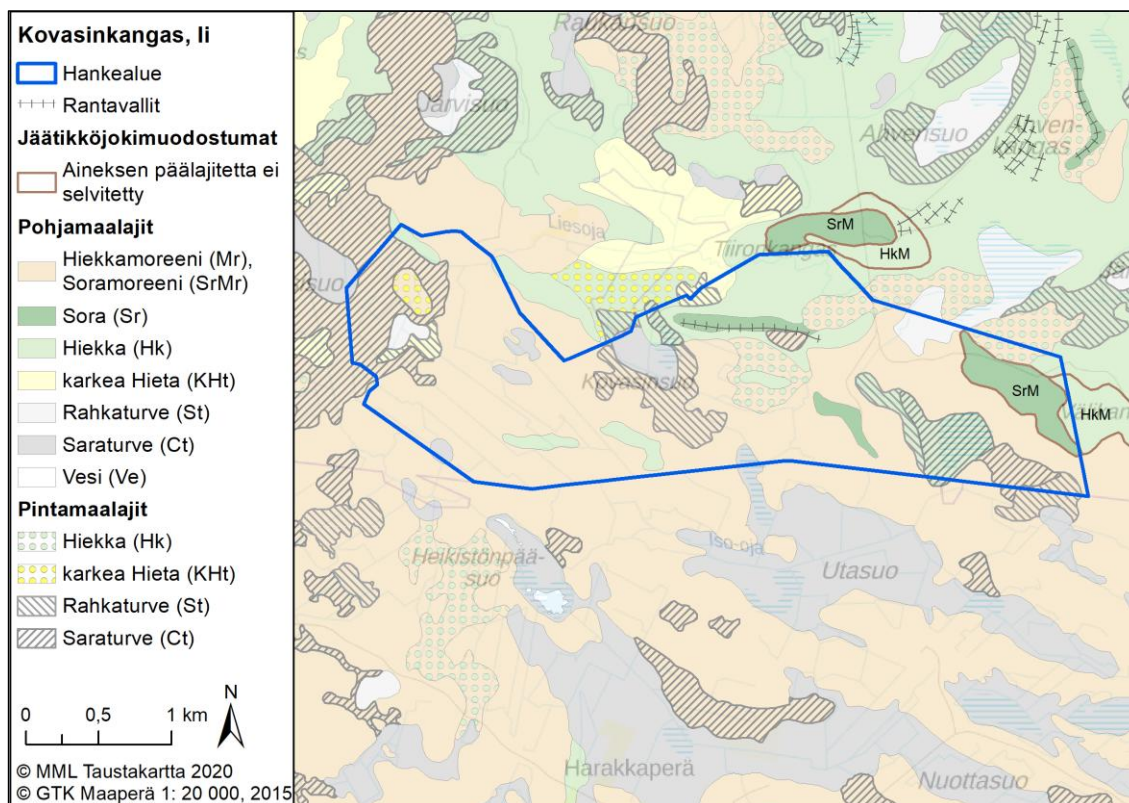 Kovasinkangas, Ii
Hankealue
Rantavallit
Jäätikköjokimuodostumat
Aineksen päälajitetta ei
selvitetty
Pohjamaalajit
Hiekkamoreeni (Mr),
Soramoreeni (SrMr)
Sora (Sr)
Hiekka (Hk)
karkea Hieta (KHt)
Rahkaturve (St)
Saraturve (Ct)
Vesi (Ve)
Pintamaalajit
Hiekka (Hk)
karkea Hieta (KHt)
Rahkaturve (St)
Saraturve (Ct)
N
0 0,5 1 km
© MML Taustakartta 2020
© GTK Maaperä 1: 20 000, 2015
Järvisuo
Ahvensuo
Ahven-
kangas
Liesoja
Tiironkangas
SrM
HkM
Kovasinsuo
SrM
HkM
Iso-oja
Heikistönpää-
suo
Utasuo
Harakkaperä
Nuottasuo